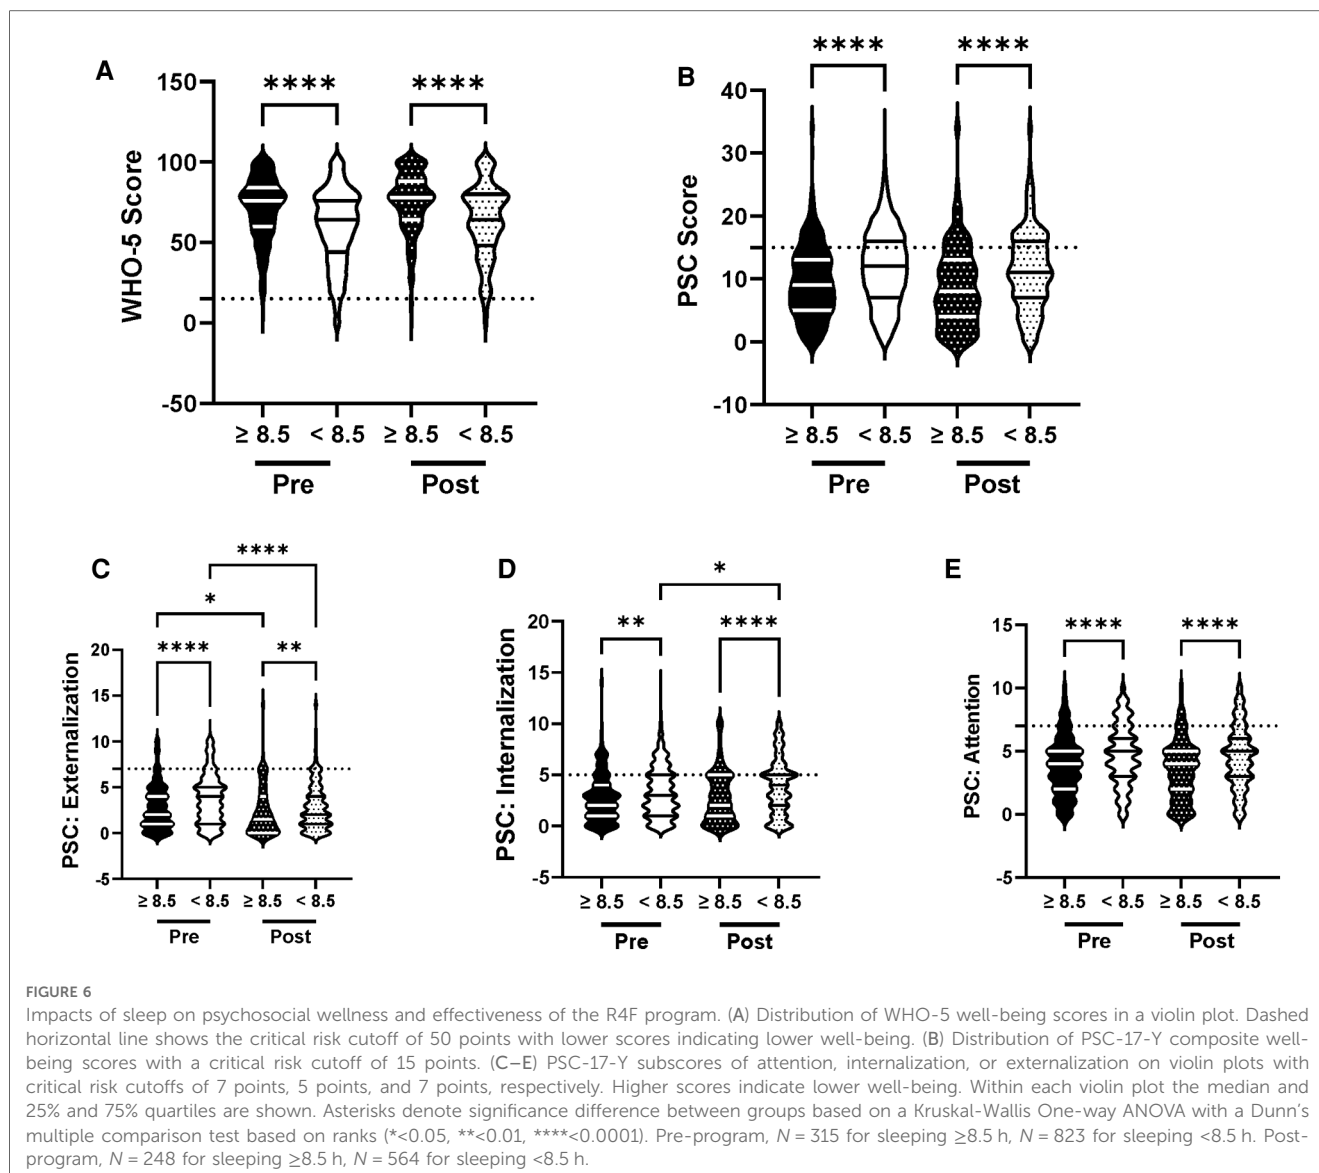 A
WHO-5 Score
150
100
50
0
-50
**** ****
≥ 8.5 < 8.5 ≥ 8.5 < 8.5
Pre Post
B
PSC Score
40
30
20
10
0
-10
**** ****
≥ 8.5 < 8.5 ≥ 8.5 < 8.5
Pre Post
C
PSC: Externalization
20
15
10
5
0
-5
****
*
**** **
≥ 8.5 < 8.5 ≥ 8.5 < 8.5
Pre Post
D
PSC: Internalization
20
15
10
5
0
-5
*
** ****
≥ 8.5 < 8.5 ≥ 8.5 < 8.5
Pre Post
E
PSC: Attention
15
10
5
0
-5
**** ****
≥ 8.5 < 8.5 ≥ 8.5 < 8.5
Pre Post
FIGURE 6
Impacts of sleep on psychosocial wellness and effectiveness of the R4F program. (A) Distribution of WHO-5 well-being scores in a violin plot. Dashed
horizontal line shows the critical risk cutoff of 50 points with lower scores indicating lower well-being. (B) Distribution of PSC-17-Y composite well-
being scores with a critical risk cutoff of 15 points. (C–E) PSC-17-Y subscores of attention, internalization, or externalization on violin plots with
critical risk cutoffs of 7 points, 5 points, and 7 points, respectively. Higher scores indicate lower well-being. Within each violin plot the median and
25% and 75% quartiles are shown. Asterisks denote significance difference between groups based on a Kruskal-Wallis One-way ANOVA with a Dunn's
multiple comparison test based on ranks (*<0.05, **<0.01, ****<0.0001). Pre-program, N = 315 for sleeping ≥8.5 h, N = 823 for sleeping <8.5 h. Post-
program, N = 248 for sleeping ≥8.5 h, N = 564 for sleeping <8.5 h.